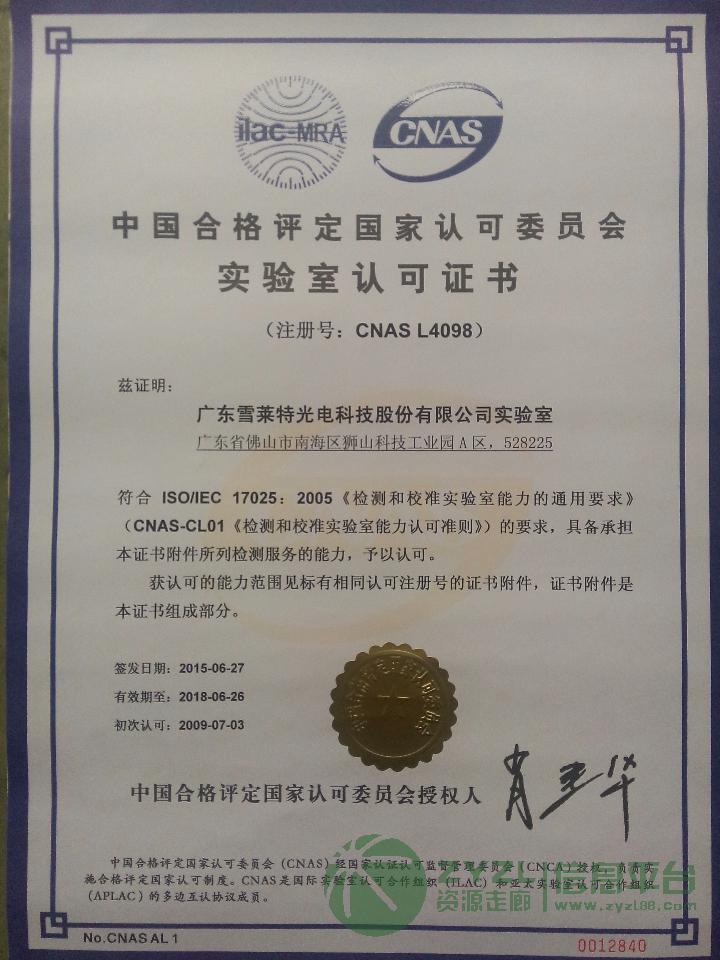 ilac-MRA
CNAS
中国合格评定国家认可委员会
实验室认可证书
（注册号：CNAS L4098）
兹证明：
广东雪莱特光电科技股份有限公司实验室
广东省佛山市南海区狮山科技工业园 A 区，528225
符合 ISO/IEC 17025：2005《检测和校准实验室能力的通用要求》
（CNAS-CL01《检测和校准实验室能力认可准则》）的要求，具备承担
本证书附件所列检测服务的能力，予以认可。
获认可的能力范围见标有相同认可注册号的证书附件，证书附件是
本证书组成部分。
签发日期：2015-06-27
有效期至：2018-06-26
初次认可：2009-07-03
中国合格评定国家认可委员会授权人
中国合格评定国家认可委员会（CNAS）经国家认证认可监督管理委员会（CNCA）授权，负责实
施合格评定国家认可制度。CNAS是国际实验室认可合作组织（ILAC）和亚太实验室认可合作组织
（APLAC）的多边互认协议成员。
信息平台
资源走廊 www.zyzl88.com
No.CNAS AL 1
0012840